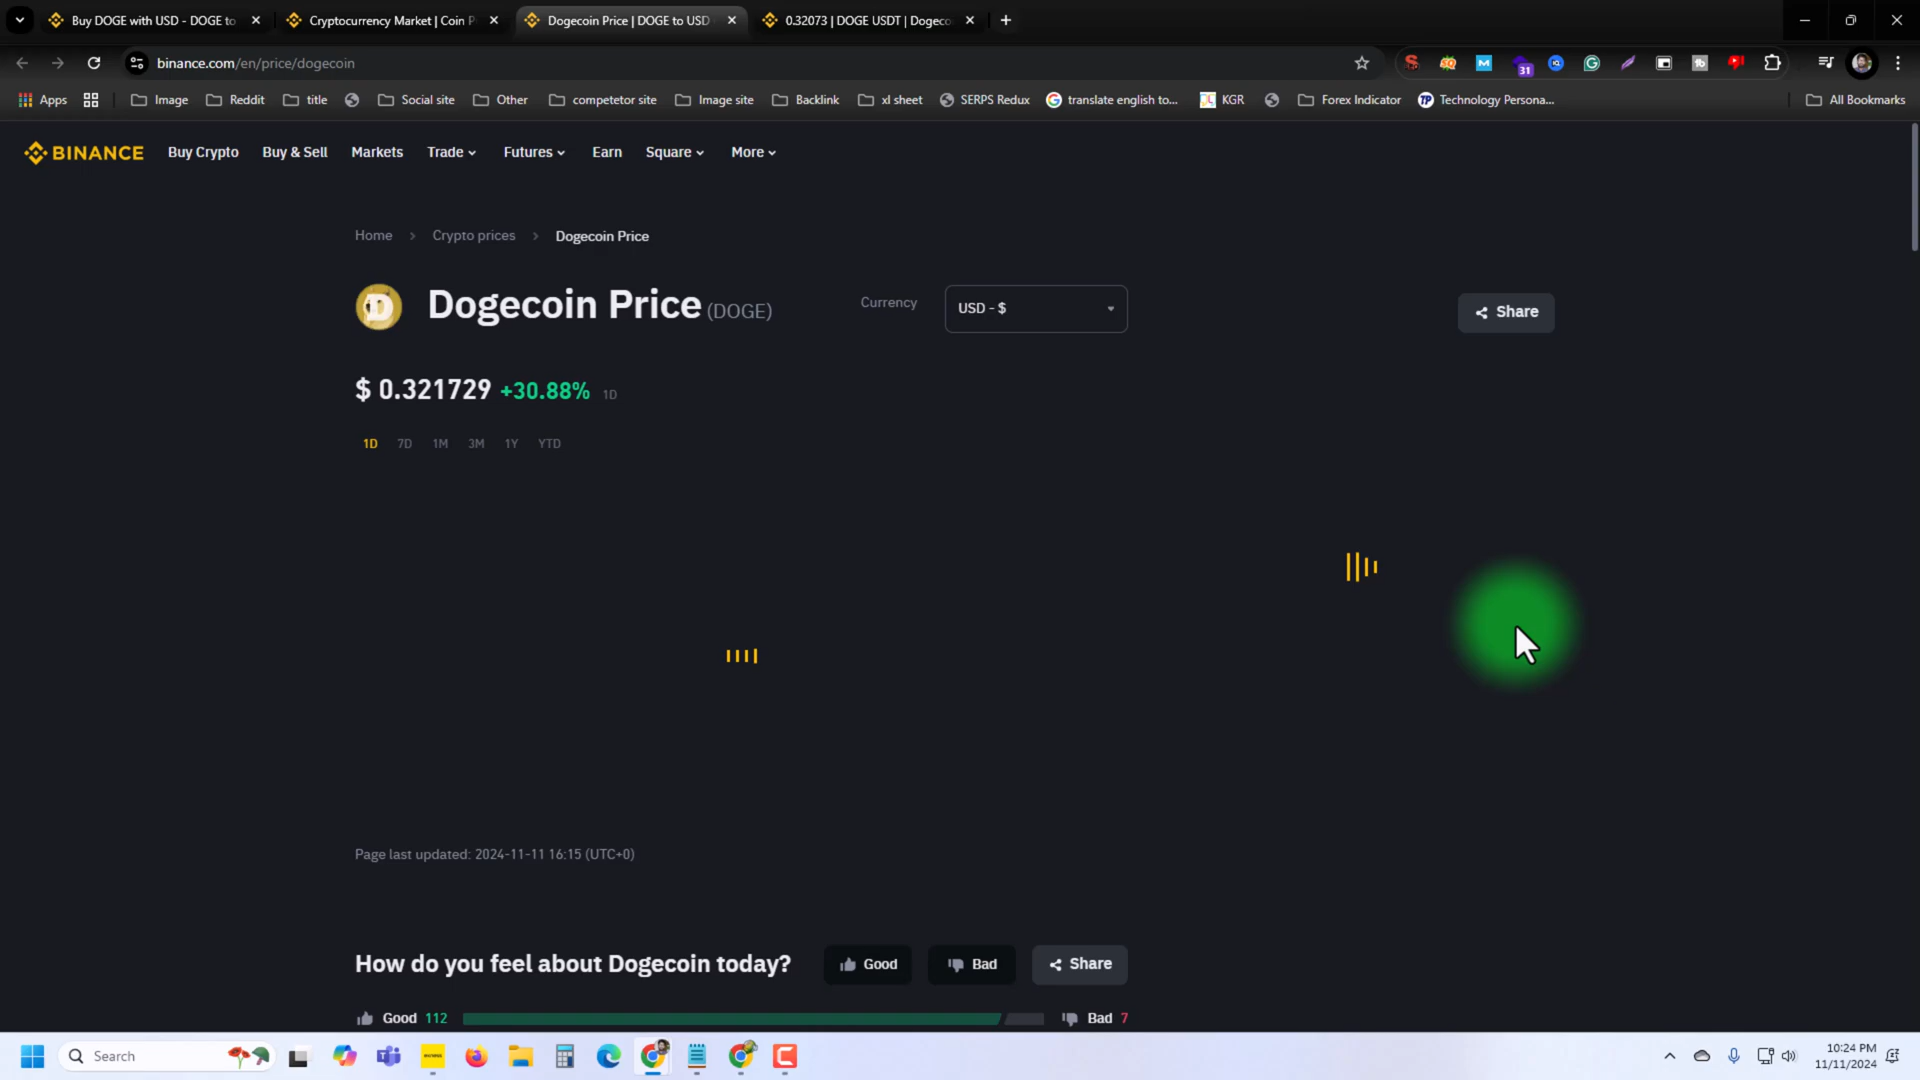 Buy DOGE with USD - DOGE to
Cryptocurrency Market | Coin P
Dogecoin Price | DOGE to USD
0.32073 | DOGE USDT | Dogeco
binance.com/en/price/dogecoin
31
Apps
Image
Reddit
title
Social site
Other
competetor site
Image site
Backlink
xl sheet
SERPS Redux
translate english to...
KGR
Forex Indicator
Technology Persona...
All Bookmarks
BINANCE
Buy Crypto
Buy & Sell
Markets
Trade
Futures
Earn
Square
More
Home > Crypto prices > Dogecoin Price
Dogecoin Price (DOGE)
Currency
USD - $
Share
$ 0.321729 +30.88% 1D
1D 7D 1M 3M 1Y YTD
Page last updated: 2024-11-11 16:15 (UTC+0)
How do you feel about Dogecoin today?
Good
Bad
Share
Good 112
Bad 7
Search
10:24 PM
11/11/2024